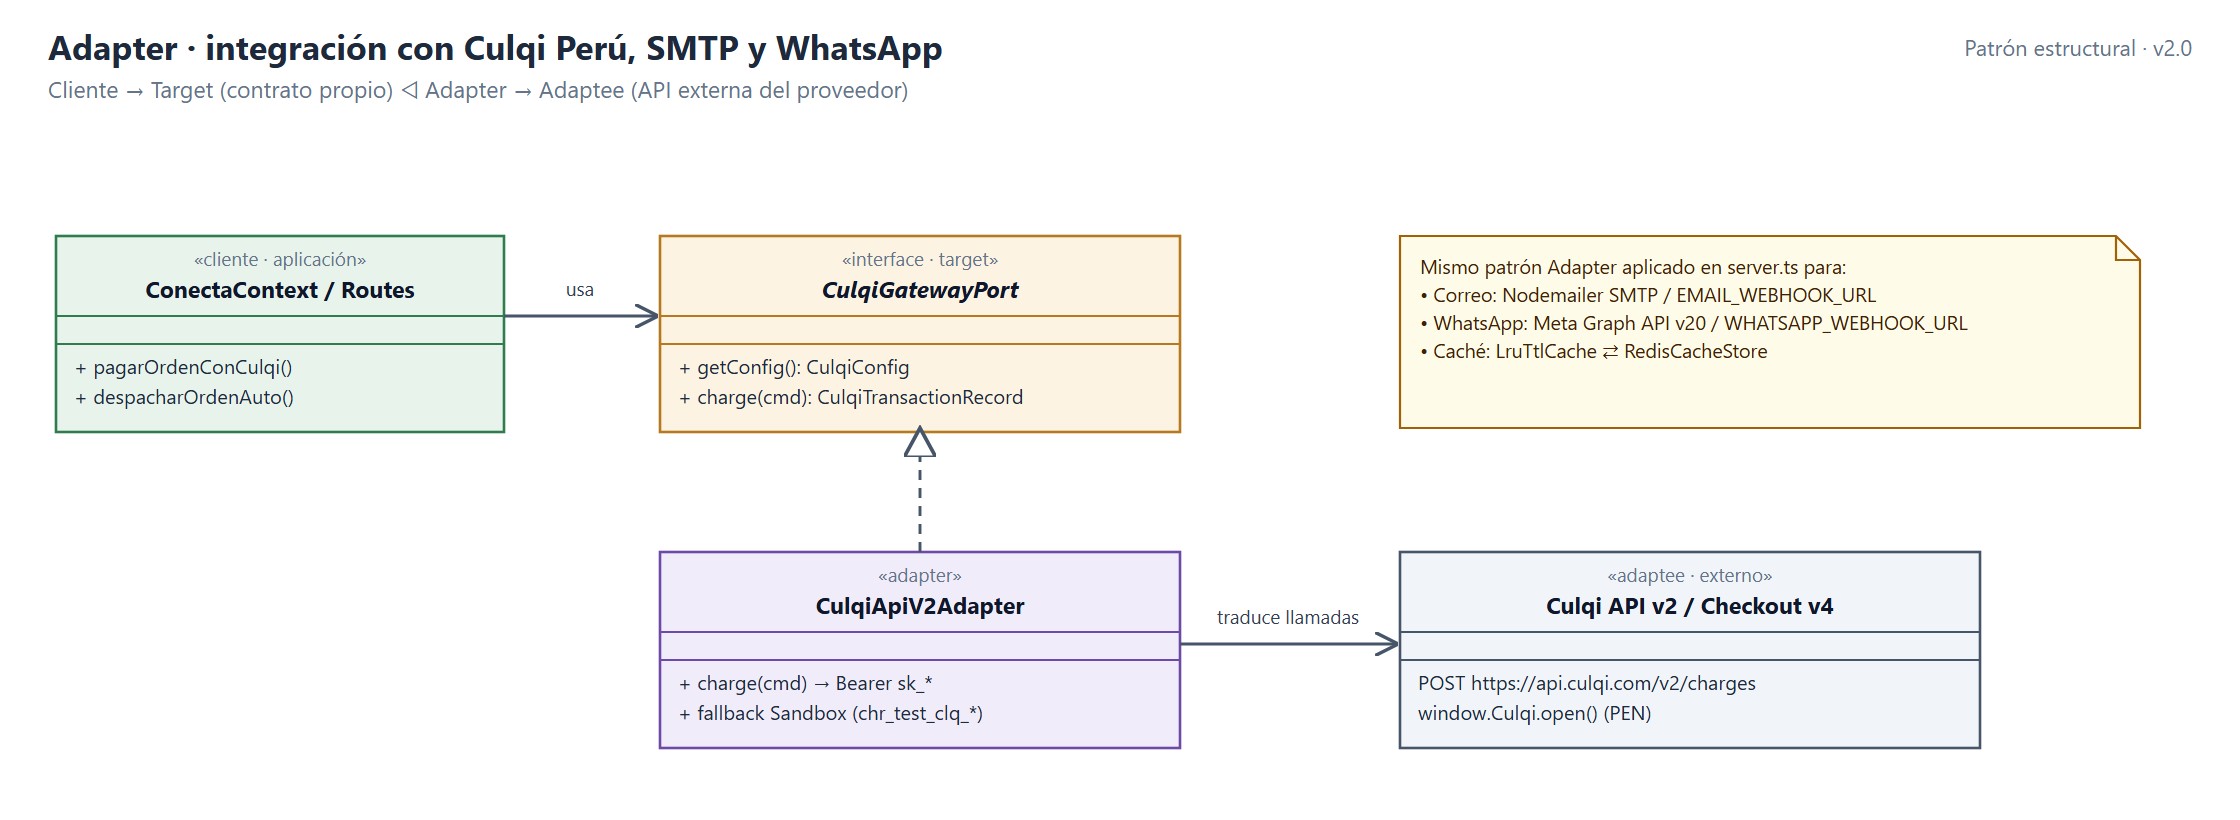 Adapter · integración con Culqi Perú, SMTP y WhatsApp
Patrón estructural · v2.0
Cliente → Target (contrato propio) ◁ Adapter → Adaptee (API externa del proveedor)
«cliente · aplicación»
ConectaContext / Routes
+ pagarOrdenConCulqi()
+ despacharOrdenAuto()
usa
«interface · target»
CulqiGatewayPort
+ getConfig(): CulqiConfig
+ charge(cmd): CulqiTransactionRecord
Mismo patrón Adapter aplicado en server.ts para:
• Correo: Nodemailer SMTP / EMAIL_WEBHOOK_URL
• WhatsApp: Meta Graph API v20 / WHATSAPP_WEBHOOK_URL
• Caché: LruTtlCache ⇄ RedisCacheStore
«adapter»
CulqiApiV2Adapter
+ charge(cmd) → Bearer sk_*
+ fallback Sandbox (chr_test_clq_*)
traduce llamadas
«adaptee · externo»
Culqi API v2 / Checkout v4
POST https://api.culqi.com/v2/charges
window.Culqi.open() (PEN)